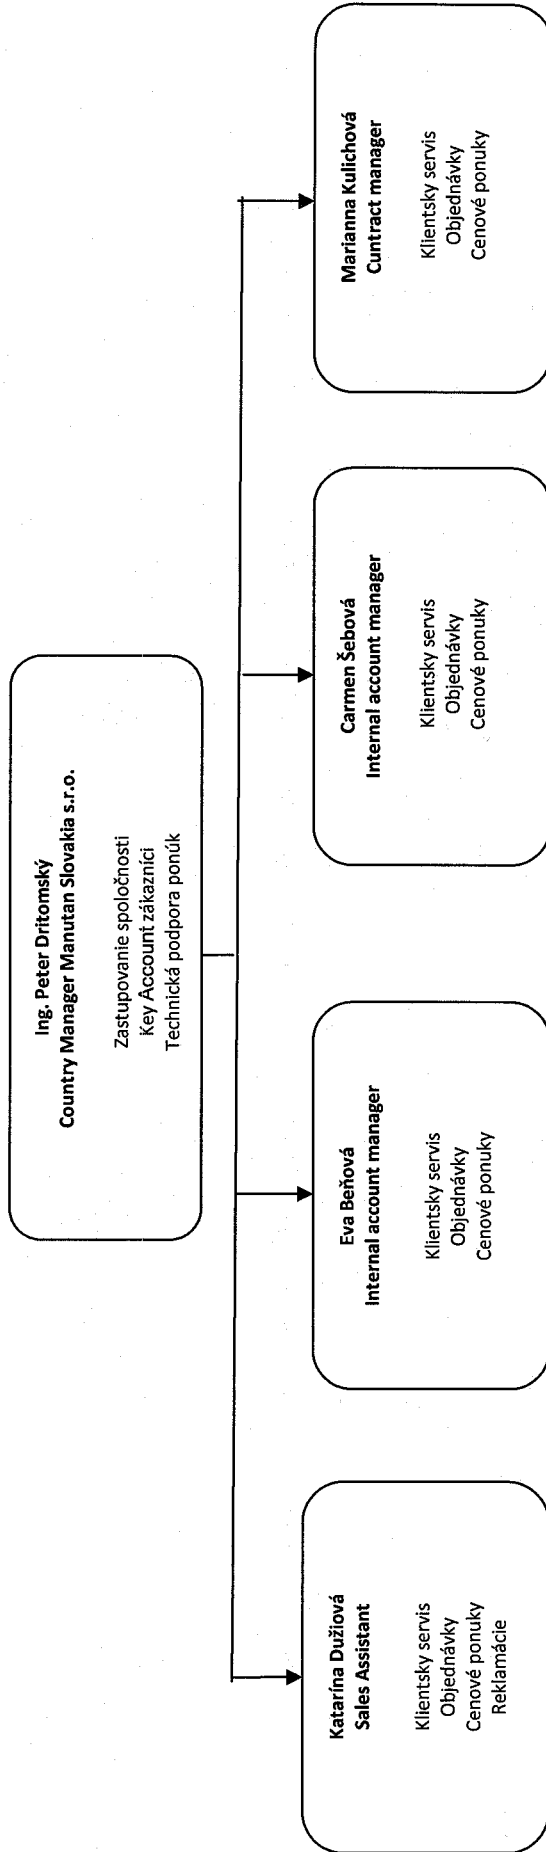 Ing. Peter Dritomský
Country Manager Manutan Slovakia s.r.o.
Zastupovanie spoločnosti
Key Account zákazníci
Technická podpora ponúk
Katarína Dužiová
Sales Assistant
Klientsky servis
Objednávky
Cenové ponuky
Reklamácie
Eva Beňová
Internal account manager
Klientsky servis
Objednávky
Cenové ponuky
Carmen Šebová
Internal account manager
Klientsky servis
Objednávky
Cenové ponuky
Marianna Kulichová
Cuntract manager
Klientsky servis
Objednávky
Cenové ponuky